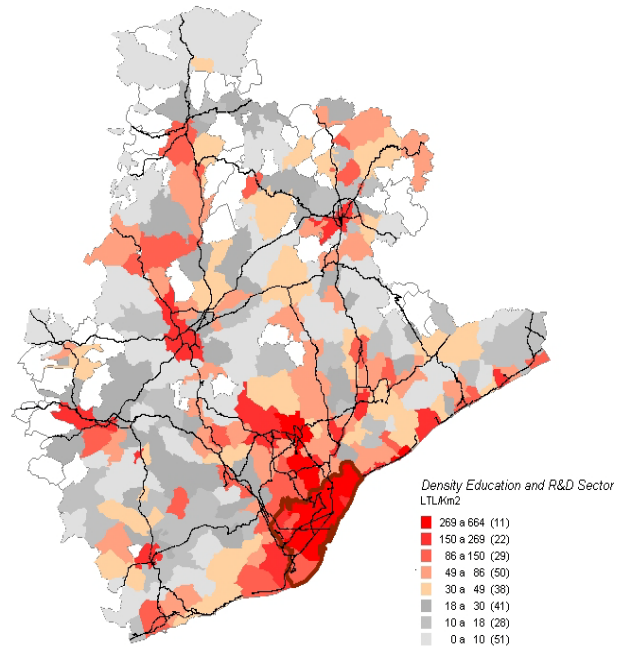 Density Education and R&D Sector
LTL/Km2
269 a 664 (11)
150 a 269 (22)
86 a 150 (29)
49 a 86 (50)
30 a 49 (38)
18 a 30 (41)
10 a 18 (28)
0 a 10 (51)